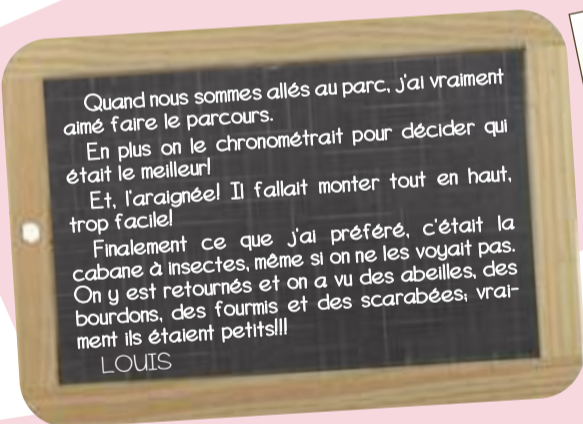 Quand nous sommes allés au parc, j'ai vraiment
aimé faire le parcours.
En plus on le chronométrait pour décider qui
était le meilleur!
Et, l'araignée! Il fallait monter tout en haut,
trop facile!
Finalement ce que j'ai préféré, c'était la
cabane à insectes, même si on ne les voyait pas.
On y est retournés et on a vu des abeilles, des
bourdons, des fourmis et des scarabées; vrai-
ment ils étaient petits!!!
LOUIS